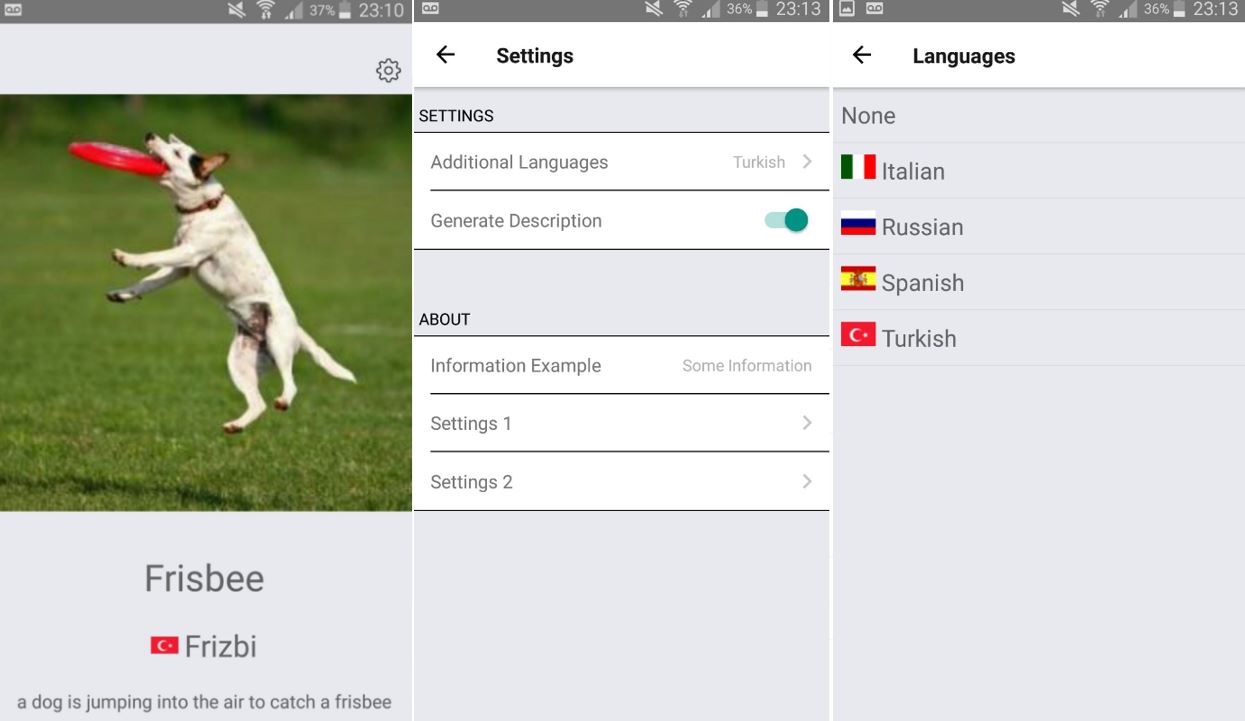 37% 23:10
Frisbee
Frizbi
a dog is jumping into the air to catch a frisbee
36% 23:13
Settings
SETTINGS
Additional Languages Turkish
Generate Description
ABOUT
Information Example Some Information
Settings 1
Settings 2
36% 23:13
Languages
None
Italian
Russian
Spanish
Turkish